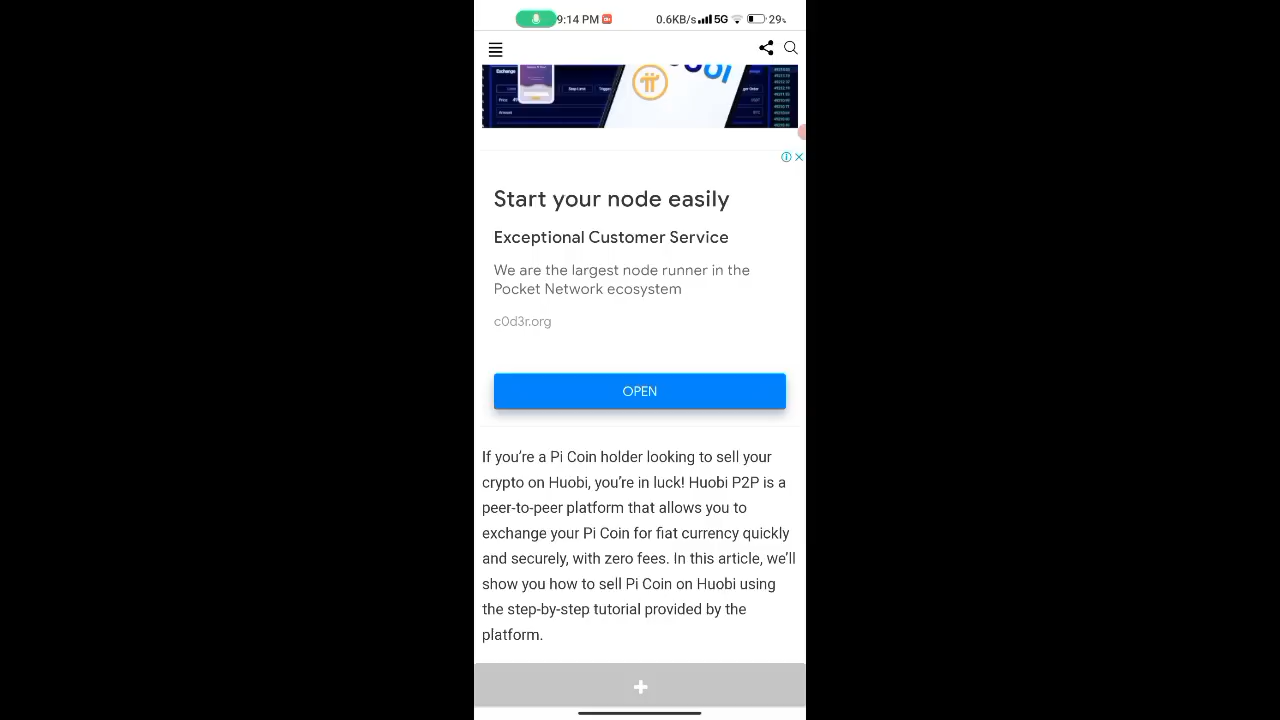 9:14 PM 0.6KB/s 5G 29%
Exchange
Start your node easily
Exceptional Customer Service
We are the largest node runner in the
Pocket Network ecosystem
c0d3r.org
OPEN
If you’re a Pi Coin holder looking to sell your
crypto on Huobi, you’re in luck! Huobi P2P is a
peer-to-peer platform that allows you to
exchange your Pi Coin for fiat currency quickly
and securely, with zero fees. In this article, we’ll
show you how to sell Pi Coin on Huobi using
the step-by-step tutorial provided by the
platform.